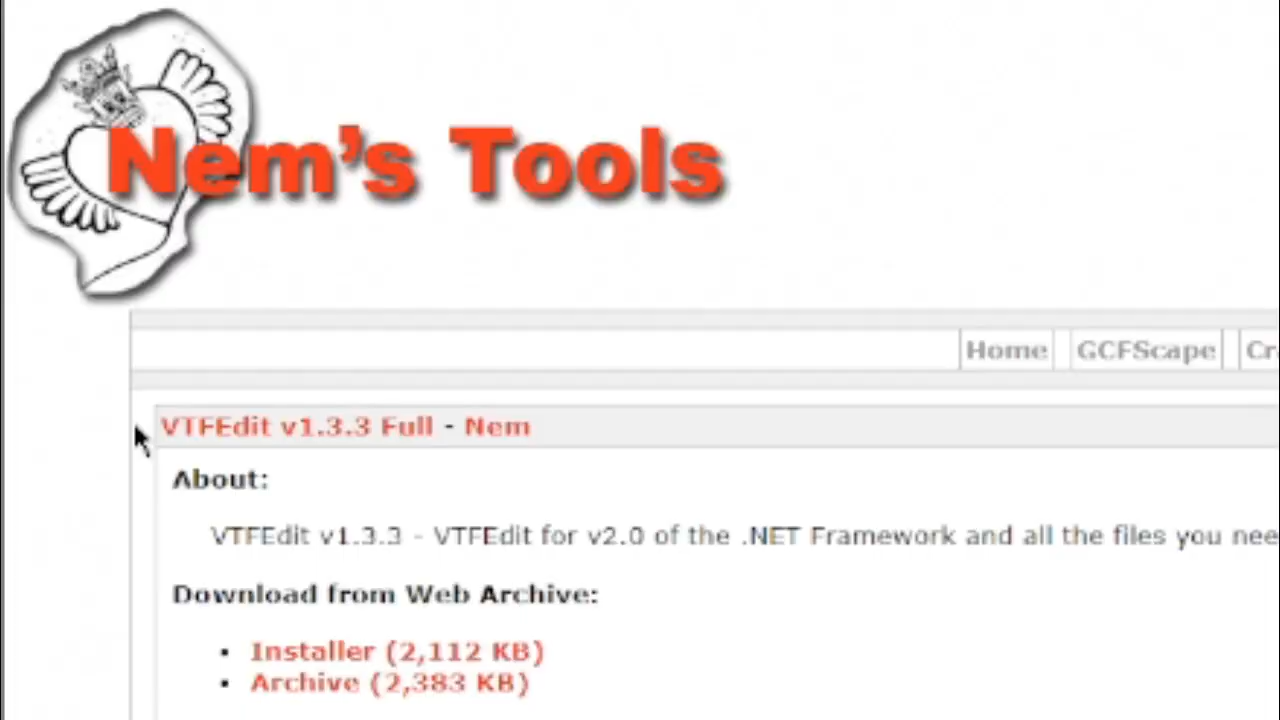 Nem's Tools
Home GCFScape
VTFEdit v1.3.3 Full - Nem
About:
VTFEdit v1.3.3 - VTFEdit for v2.0 of the .NET Framework and all the files you
Download from Web Archive:
Installer (2,112 KB)
Archive (2,383 KB)